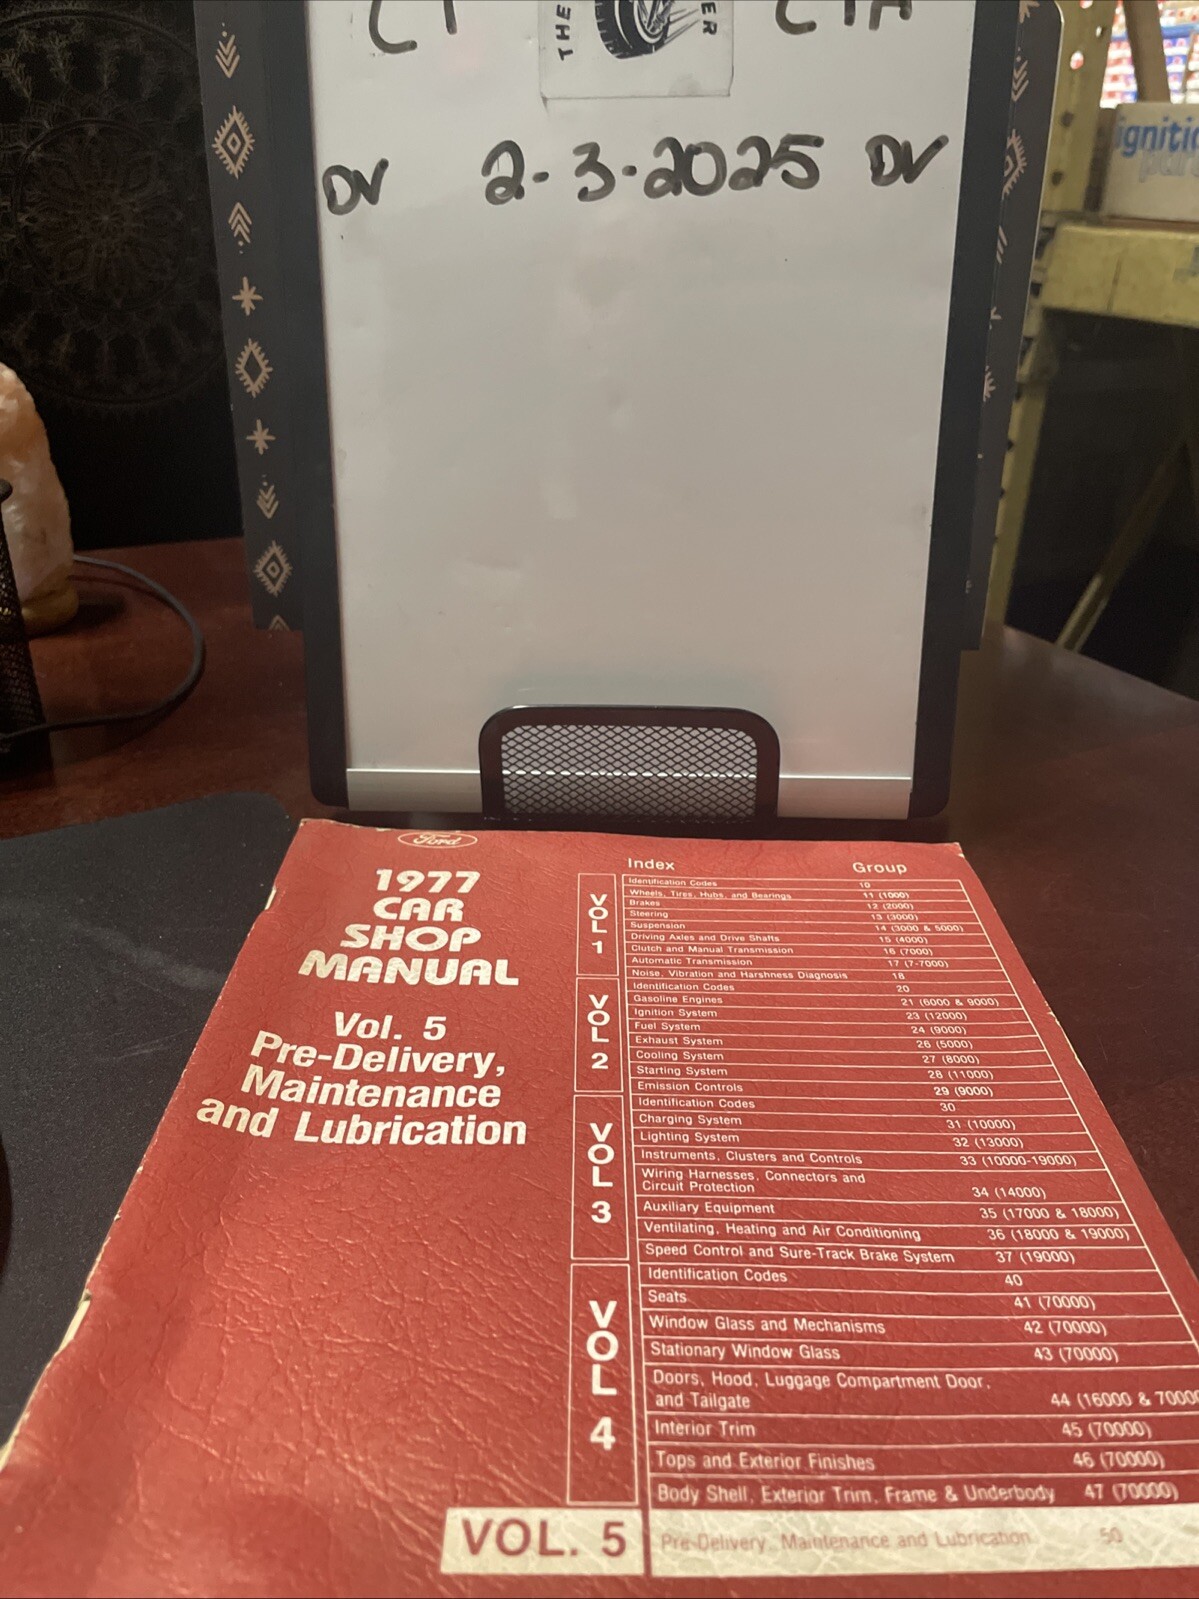 THE
ER
DV 2-3-2025 DV
ignitio
Ford
1977
CAR
SHOP
MANUAL
Vol. 5
Pre-Delivery,
Maintenance
and Lubrication
Index Group
VOL 1
Identification Codes 10
Wheels, Tires, Hubs, and Bearings 11 (1000)
Brakes 12 (2000)
Steering 13 (3000)
Suspension 14 (3000 & 5000)
Driving Axles and Drive Shafts 15 (4000)
Clutch and Manual Transmission 16 (7000)
Automatic Transmission 17 (7-7000)
Noise, Vibration and Harshness Diagnosis 18
VOL 2
Identification Codes 20
Gasoline Engines 21 (6000 & 9000)
Ignition System 23 (12000)
Fuel System 24 (9000)
Exhaust System 26 (5000)
Cooling System 27 (8000)
Starting System 28 (11000)
Emission Controls 29 (9000)
VOL 3
Identification Codes 30
Charging System 31 (10000)
Lighting System 32 (13000)
Instruments, Clusters and Controls 33 (10000-19000)
Wiring Harnesses, Connectors and
Circuit Protection 34 (14000)
Auxiliary Equipment 35 (17000 & 18000)
Ventilating, Heating and Air Conditioning 36 (18000 & 19000)
Speed Control and Sure-Track Brake System 37 (19000)
VOL 4
Identification Codes 40
Seats 41 (70000)
Window Glass and Mechanisms 42 (70000)
Stationary Window Glass 43 (70000)
Doors, Hood, Luggage Compartment Door,
and Tailgate 44 (16000 & 7000
Interior Trim 45 (70000)
Tops and Exterior Finishes 46 (70000)
Body Shell, Exterior Trim, Frame & Underbody 47 (70000)
VOL. 5 Pre-Delivery, Maintenance and Lubrication 50